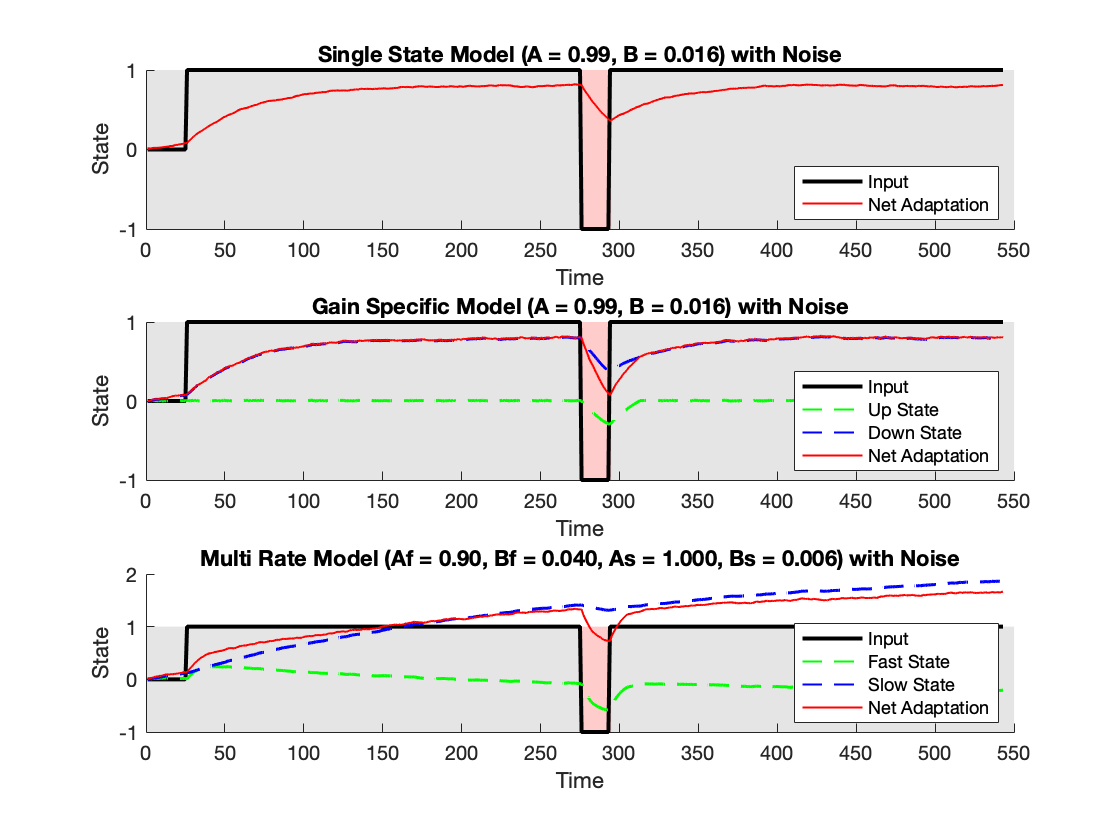 Single State Model (A = 0.99, B = 0.016) with Noise
1
0
-1
State
Input
Net Adaptation
0 50 100 150 200 250 300 350 400 450 500 550
Time
Gain Specific Model (A = 0.99, B = 0.016) with Noise
1
0
-1
State
Input
Up State
Down State
Net Adaptation
0 50 100 150 200 250 300 350 400 450 500 550
Time
Multi Rate Model (Af = 0.90, Bf = 0.040, As = 1.000, Bs = 0.006) with Noise
2
1
0
-1
State
Input
Fast State
Slow State
Net Adaptation
0 50 100 150 200 250 300 350 400 450 500 550
Time